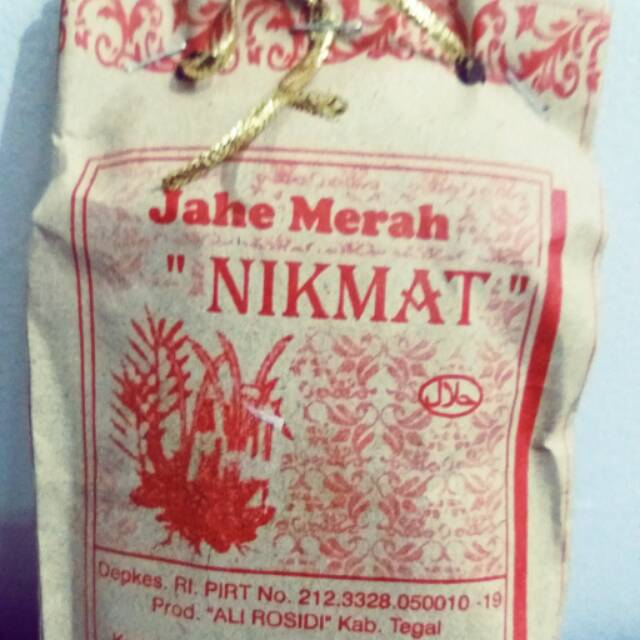 Jahe Merah
" NIKMAT "
حلال
Depkes. RI. PIRT No. 212.3328.050010 -19
Prod. "ALI ROSIDI" Kab. Tegal